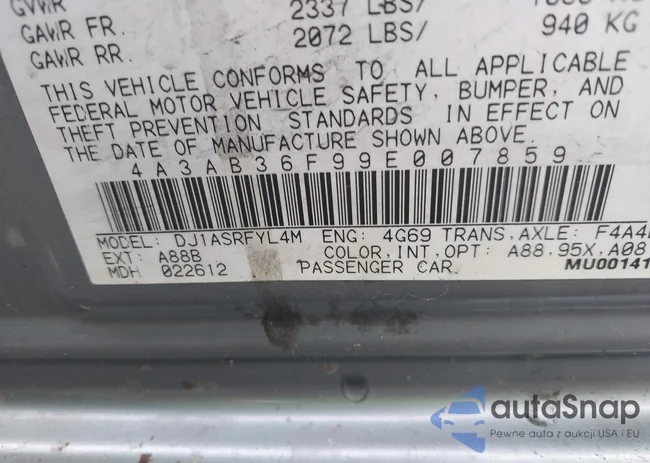 GVWR
GAWR FR. 2337 LBS/
GAWR RR. 2072 LBS/ 940 KG
THIS VEHICLE CONFORMS TO ALL APPLICABLE
FEDERAL MOTOR VEHICLE SAFETY, BUMPER, AND
THEFT PREVENTION STANDARDS IN EFFECT ON
THE DATE OF MANUFACTURE SHOWN ABOVE.
4A3AB36F99E007859
MODEL: DJ1ASRFYL4M ENG: 4G69 TRANS,AXLE: F4A4
EXT: A88B COLOR,INT,OPT: A88,95X,A08
MDH 022612 PASSENGER CAR MU00141
autoSnap
Pewne auta z aukcji USA i EU